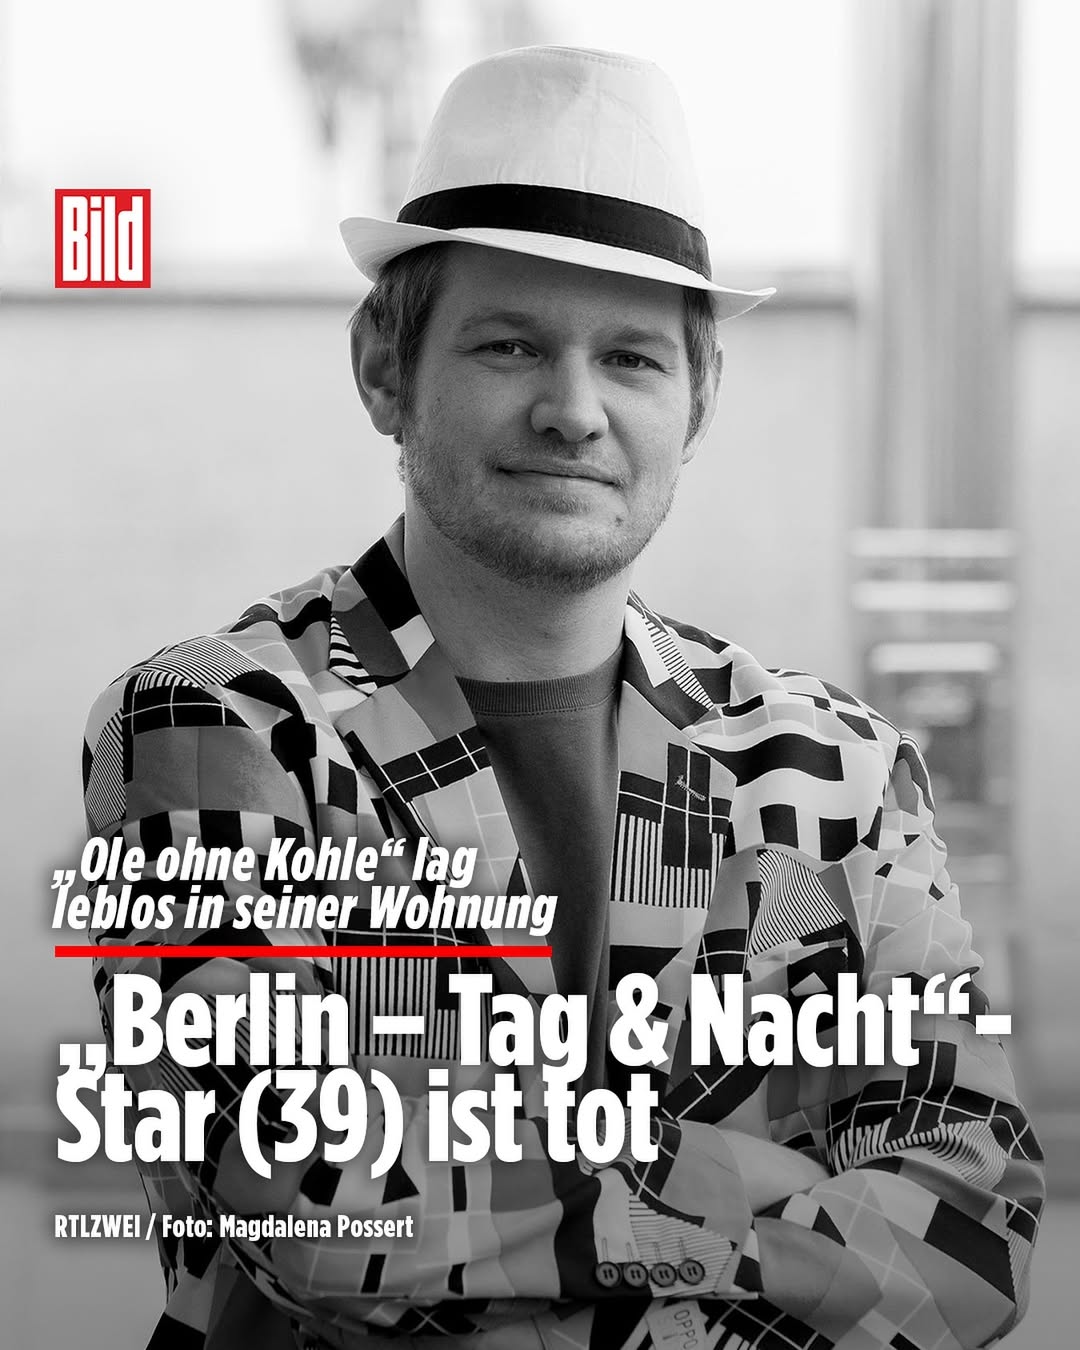 Bild
„Ole ohne Kohle“ lag
leblos in seiner Wohnung
„Berlin – Tag & Nacht“-
Star (39) ist tot
RTLZWEI / Foto: Magdalena Possert
OPPO